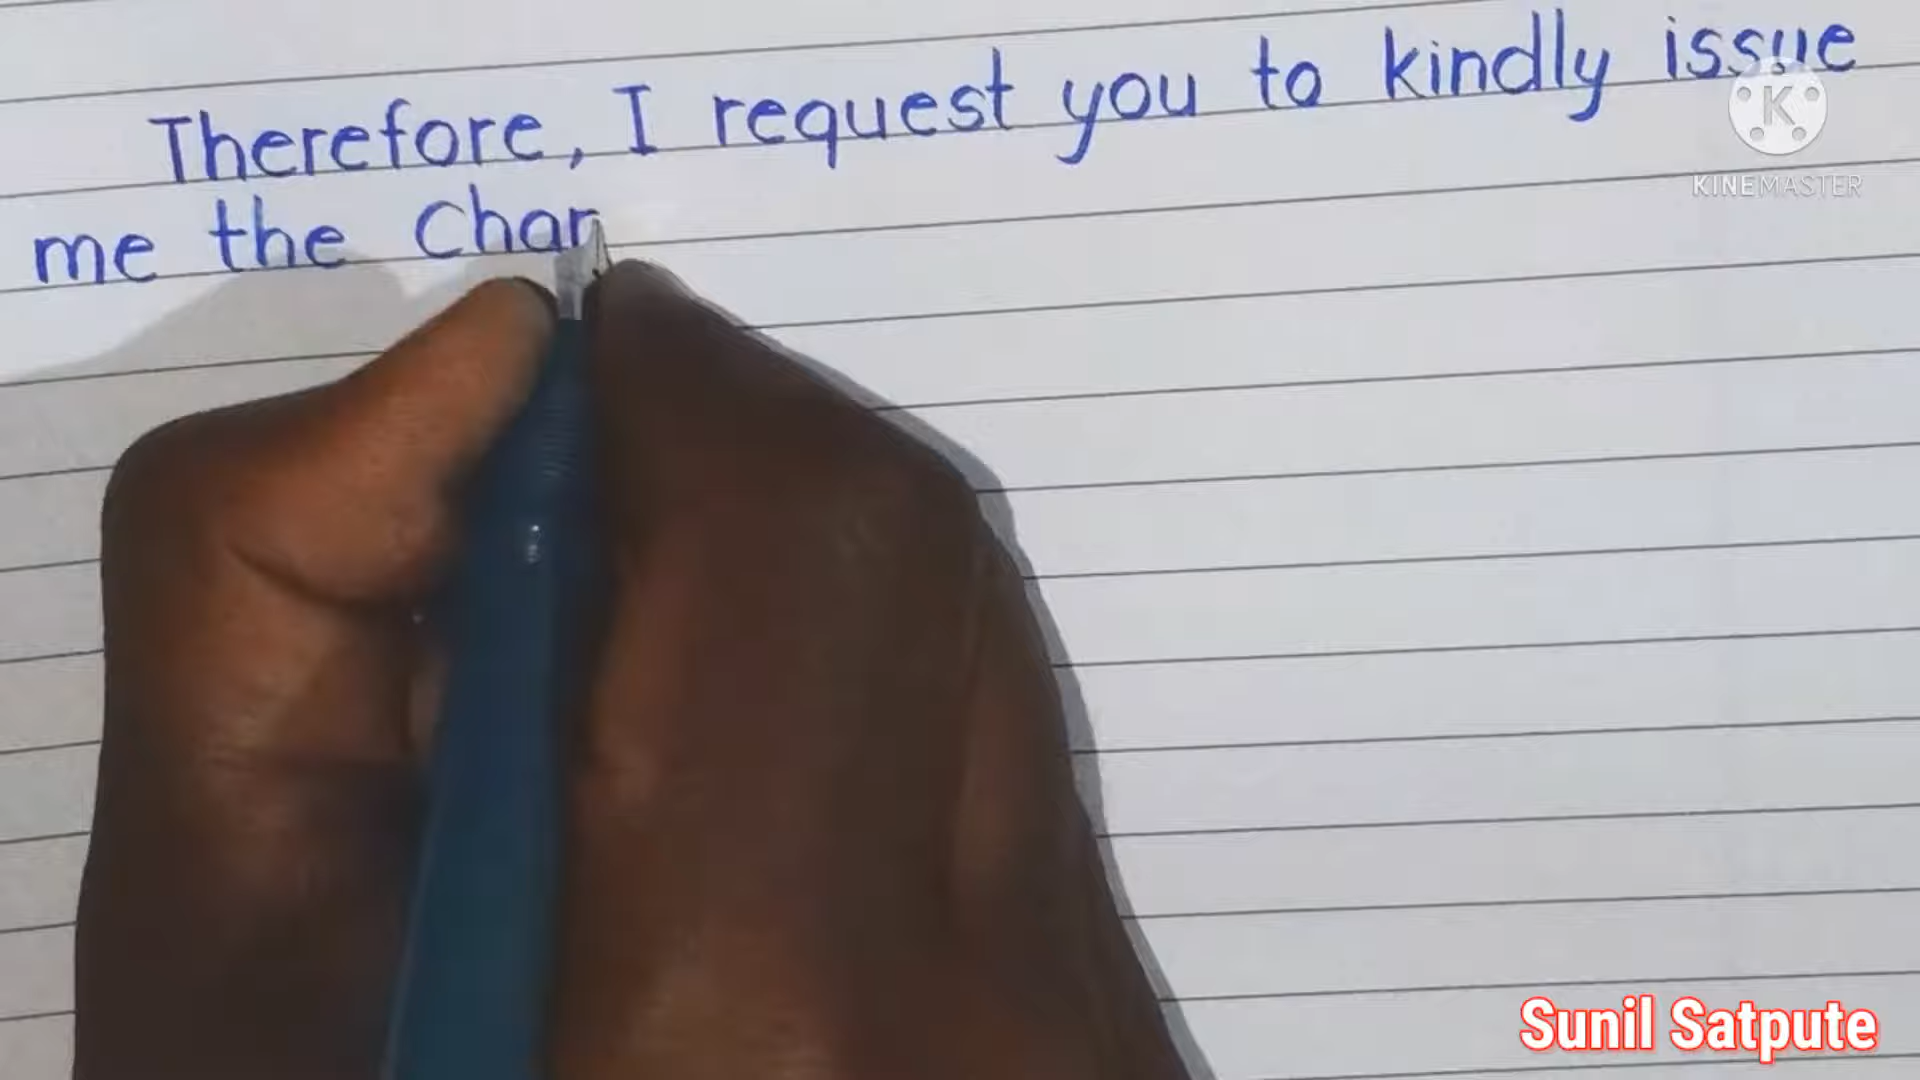 Therefore, I request you to kindly issue
me the Char
K
KINEMASTER
Sunil Satpute